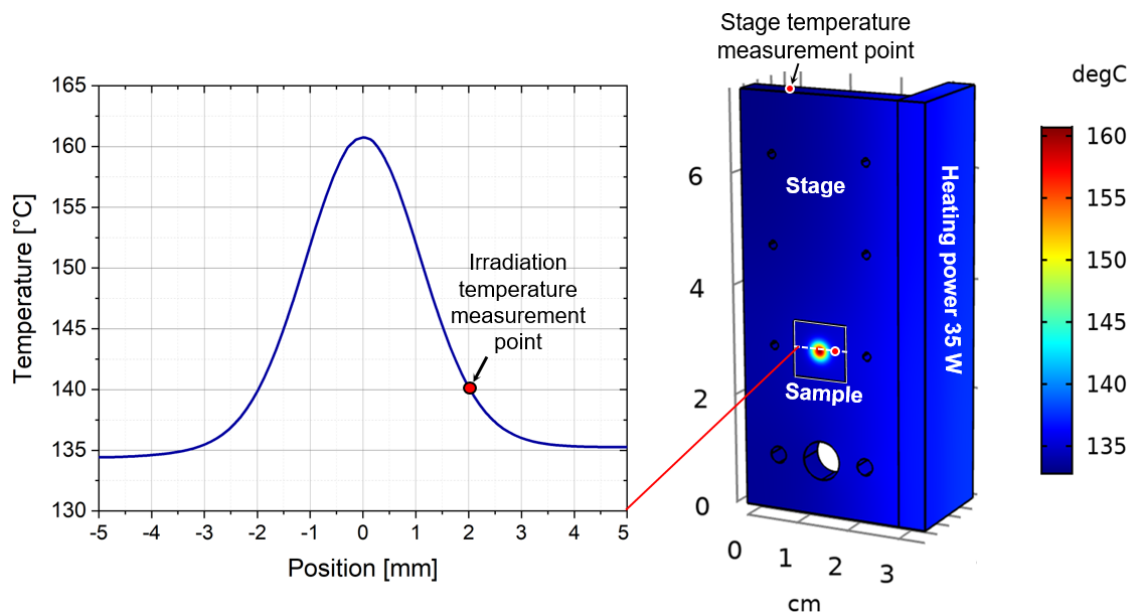 Stage temperature
measurement point
degC
165
160
155
150
145
140
135
130
-5
-4
-3
-2
-1
0
1
2
3
4
5
Temperature [°C]
Position [mm]
Irradiation
temperature
measurement
point
Stage
Sample
Heating power 35 W
6
4
2
0
0
1
2
3
cm
160
155
150
145
140
135